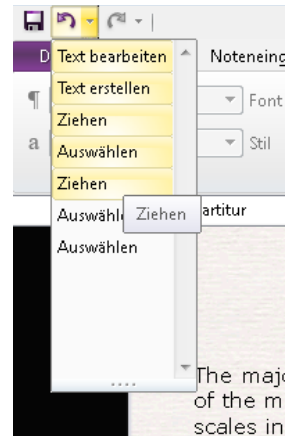 D
Text bearbeiten
Noteneing
Text erstellen
Font
Ziehen
a
Auswählen
Stil
Ziehen
Ziehen
Auswähl
artitur
Auswählen
The majo
of the m
scales in